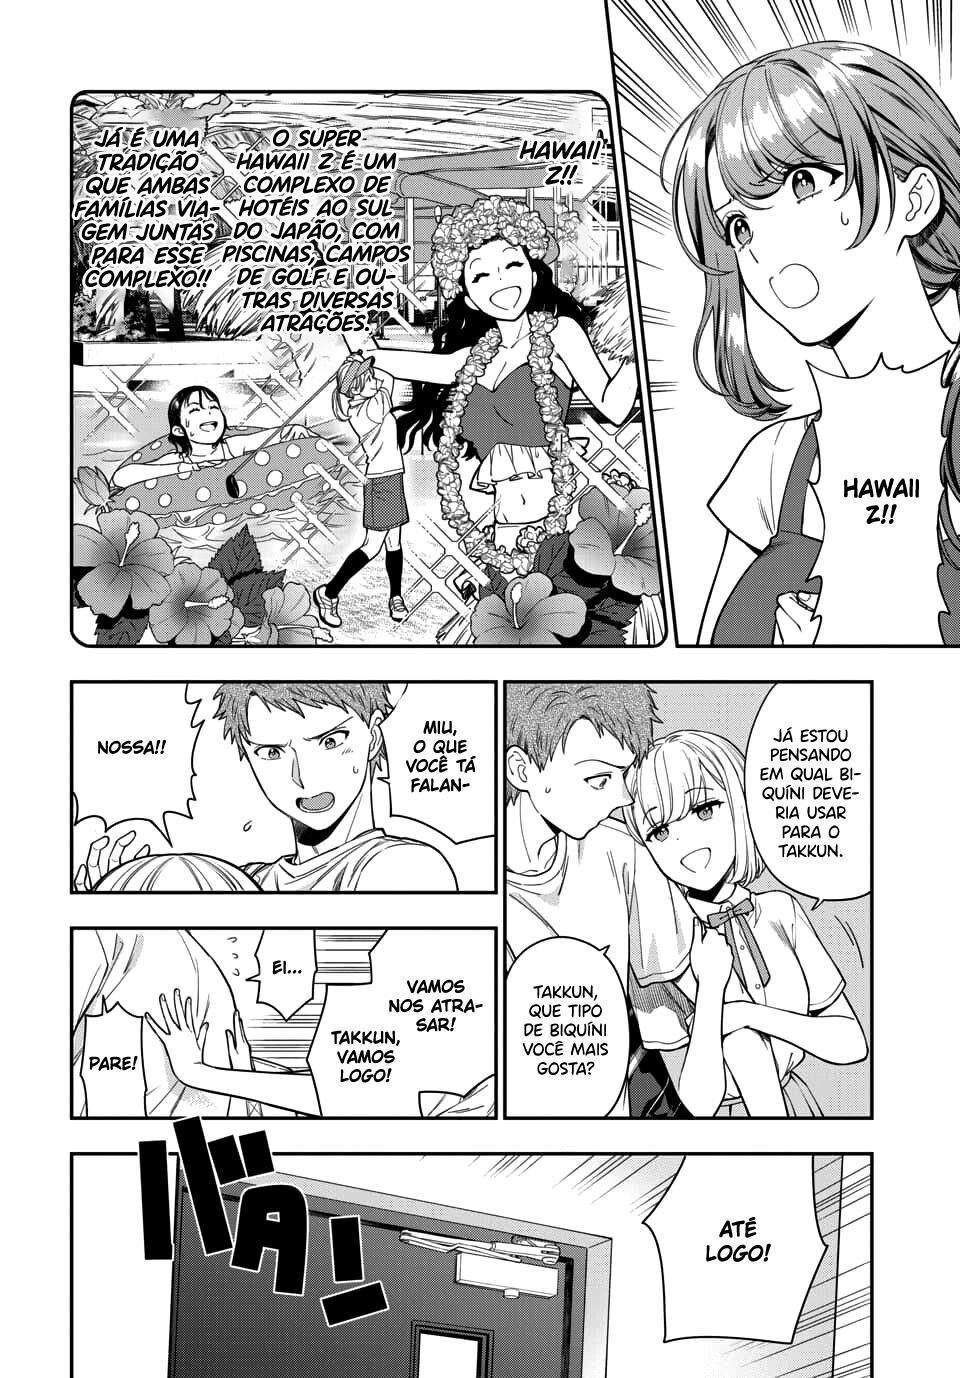 HAWAII
Z!!
HAWAII
Z!!
O SUPER
HAWAII Z É UM
COMPLEXO DE
HOTÉIS AO SUL
DO JAPÃO, COM
PISCINAS, CAMPOS
DE GOLF E OU-
TRAS DIVERSAS
ATRAÇÕES.
JÁ É UMA
TRADIÇÃO
QUE AMBAS
FAMÍLIAS VIA-
GEM JUNTAS
PARA ESSE
COMPLEXO!!
JÁ ESTOU
PENSANDO
EM QUAL BI-
QUÍNI DEVE-
RIA USAR
PARA O
TAKKUN.
TAKKUN,
QUE TIPO
DE BIQUÍNI
VOCÊ MAIS
GOSTA?
MIU,
O QUE
VOCÊ TÁ
FALAN-
NOSSA!!
VAMOS
NOS ATRA-
SAR!
TAKKUN,
VAMOS
LOGO!
EI...
PARE!
ATÉ
LOGO!
バA!